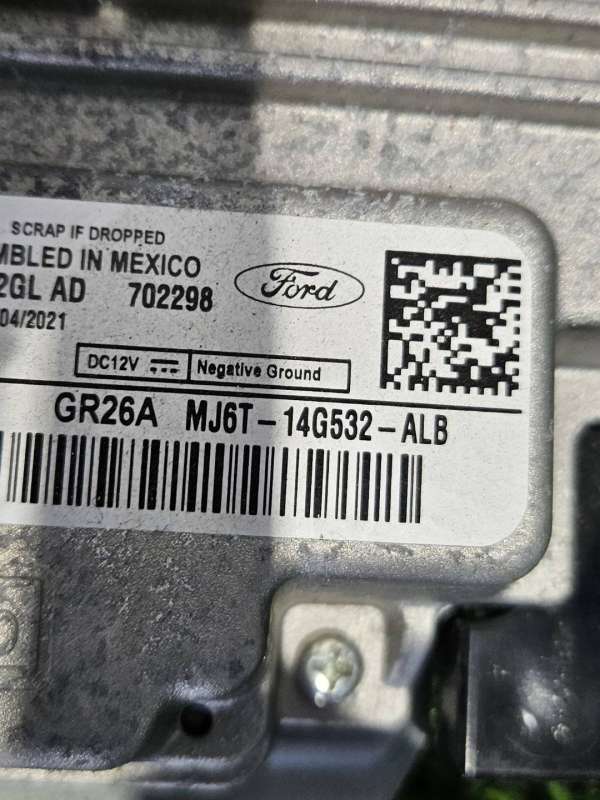 SCRAP IF DROPPED
MBLED IN MEXICO
2GL AD 702298
Ford
04/2021
DC12V Negative Ground
GR26A MJ6T-14G532-ALB